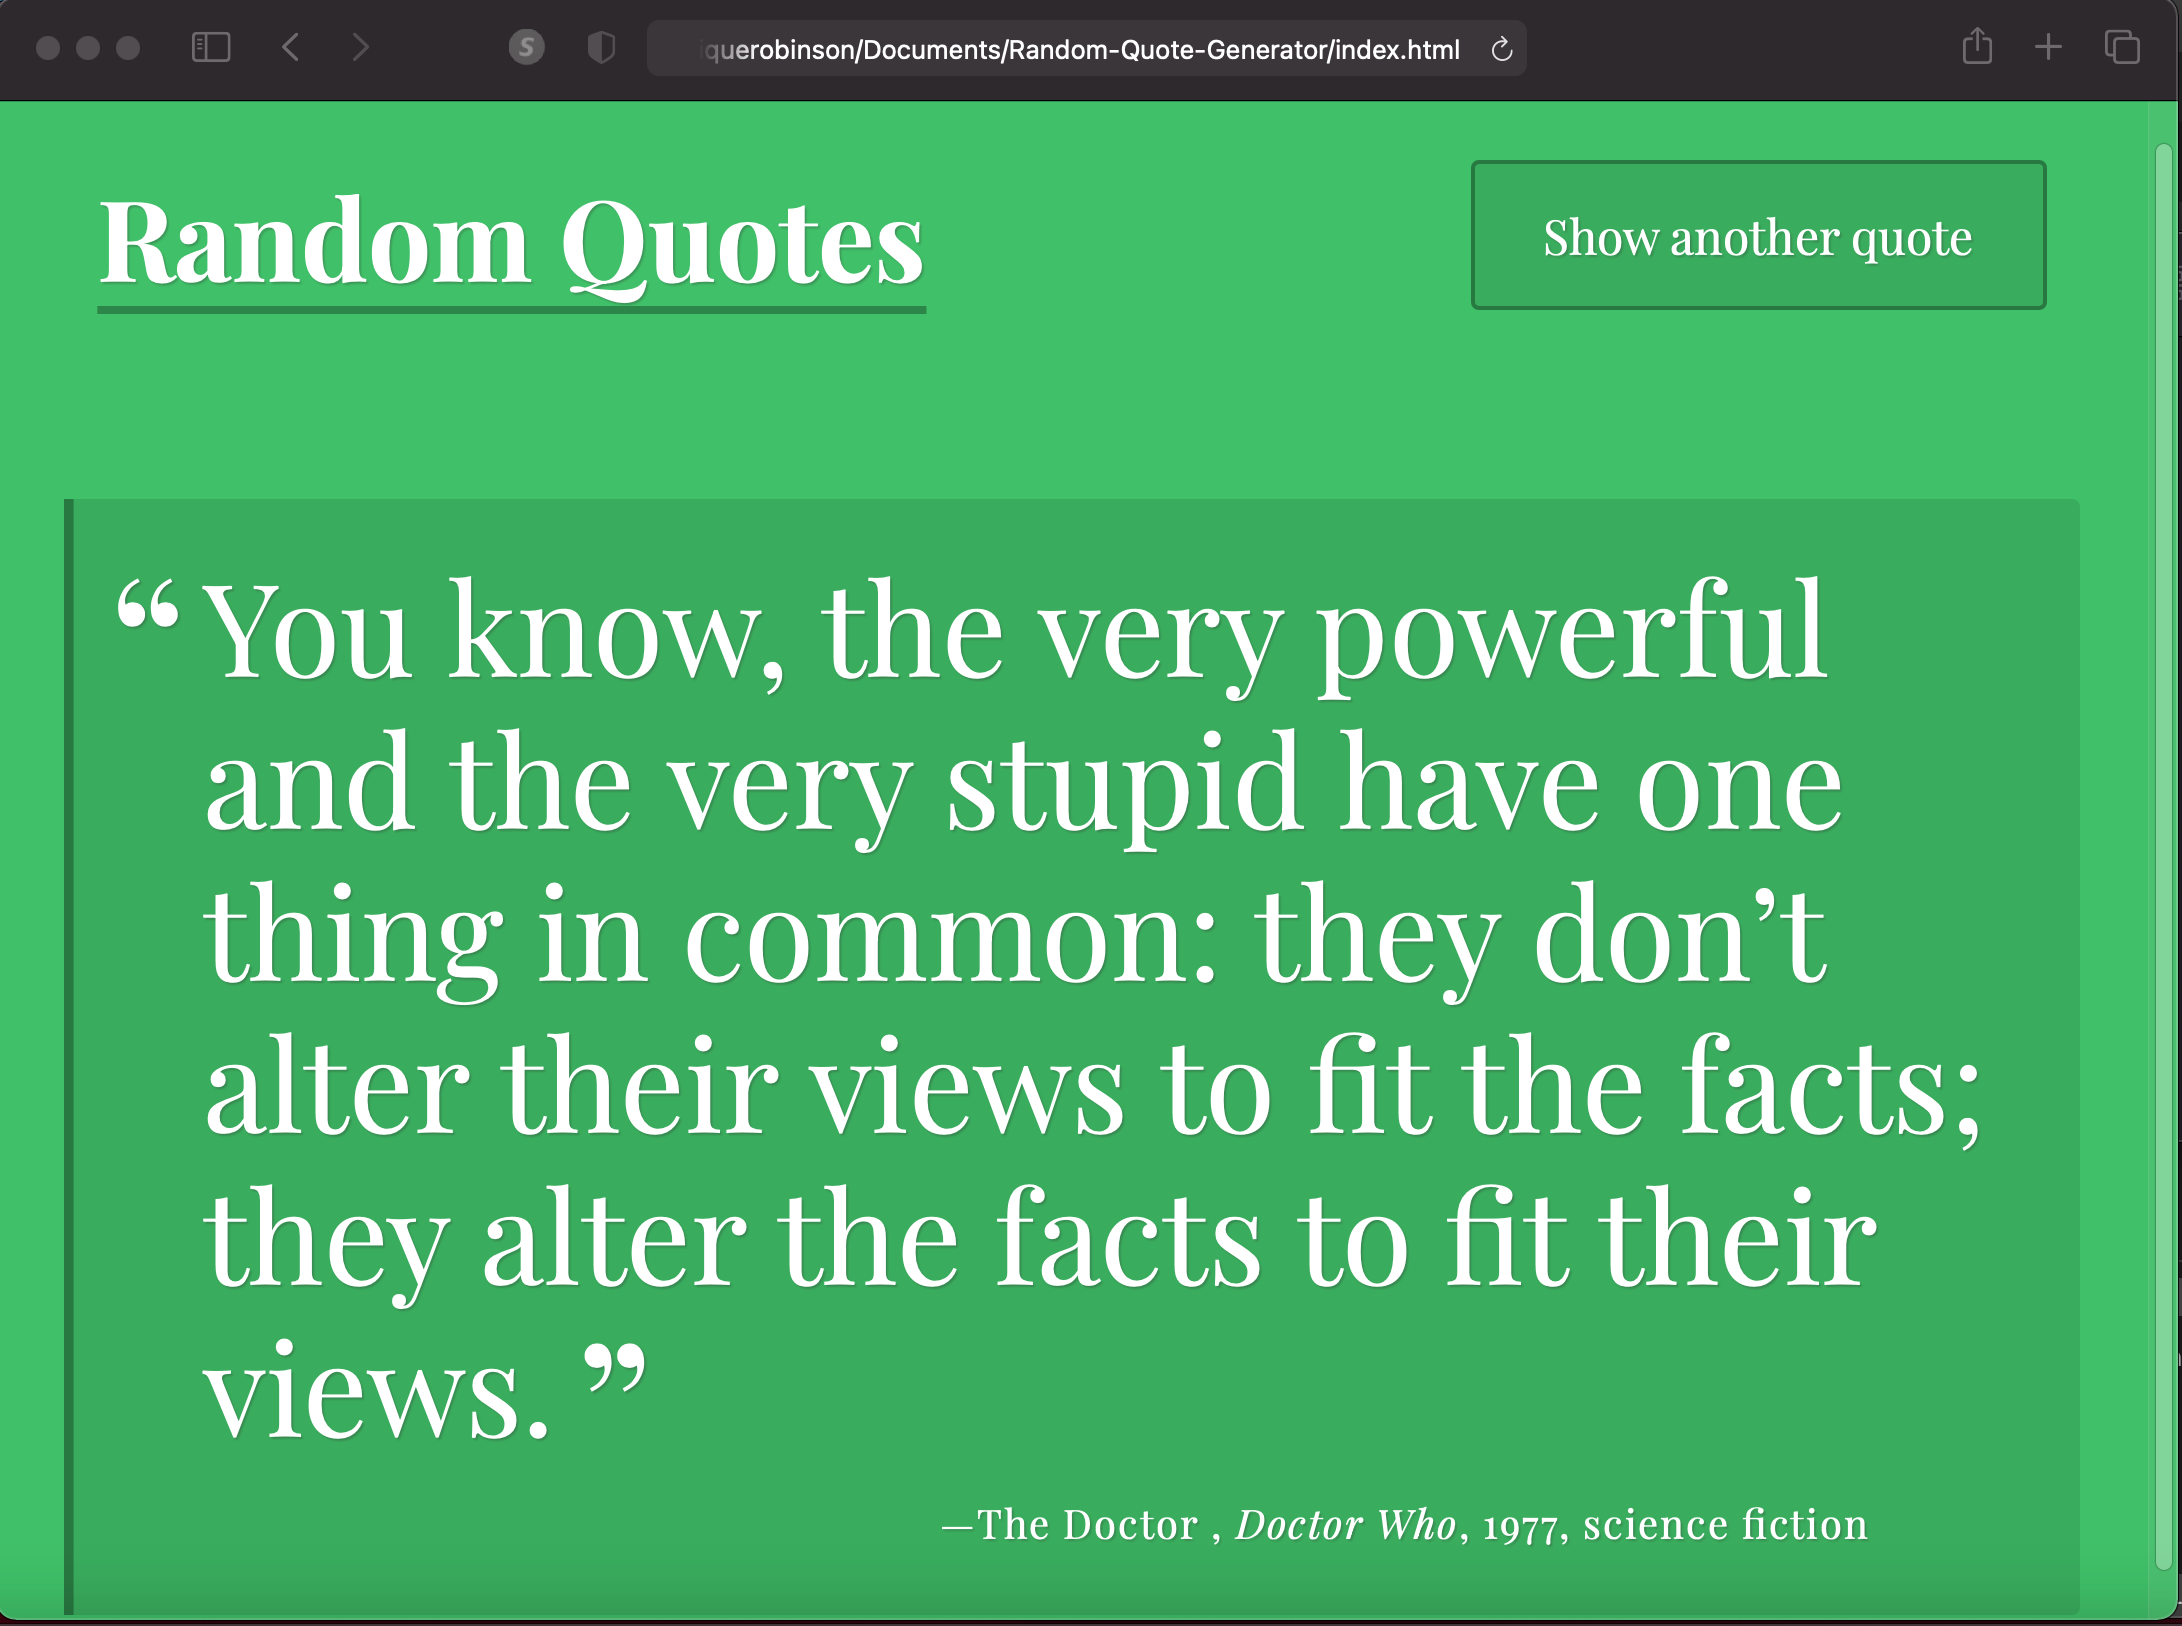 querobinson/Documents/Random-Quote-Generator/index.html
Random Quotes
Show another quote
“You know, the very powerful
and the very stupid have one
thing in common: they don’t
alter their views to fit the facts;
they alter the facts to fit their
views. ”
—The Doctor , Doctor Who, 1977, science fiction